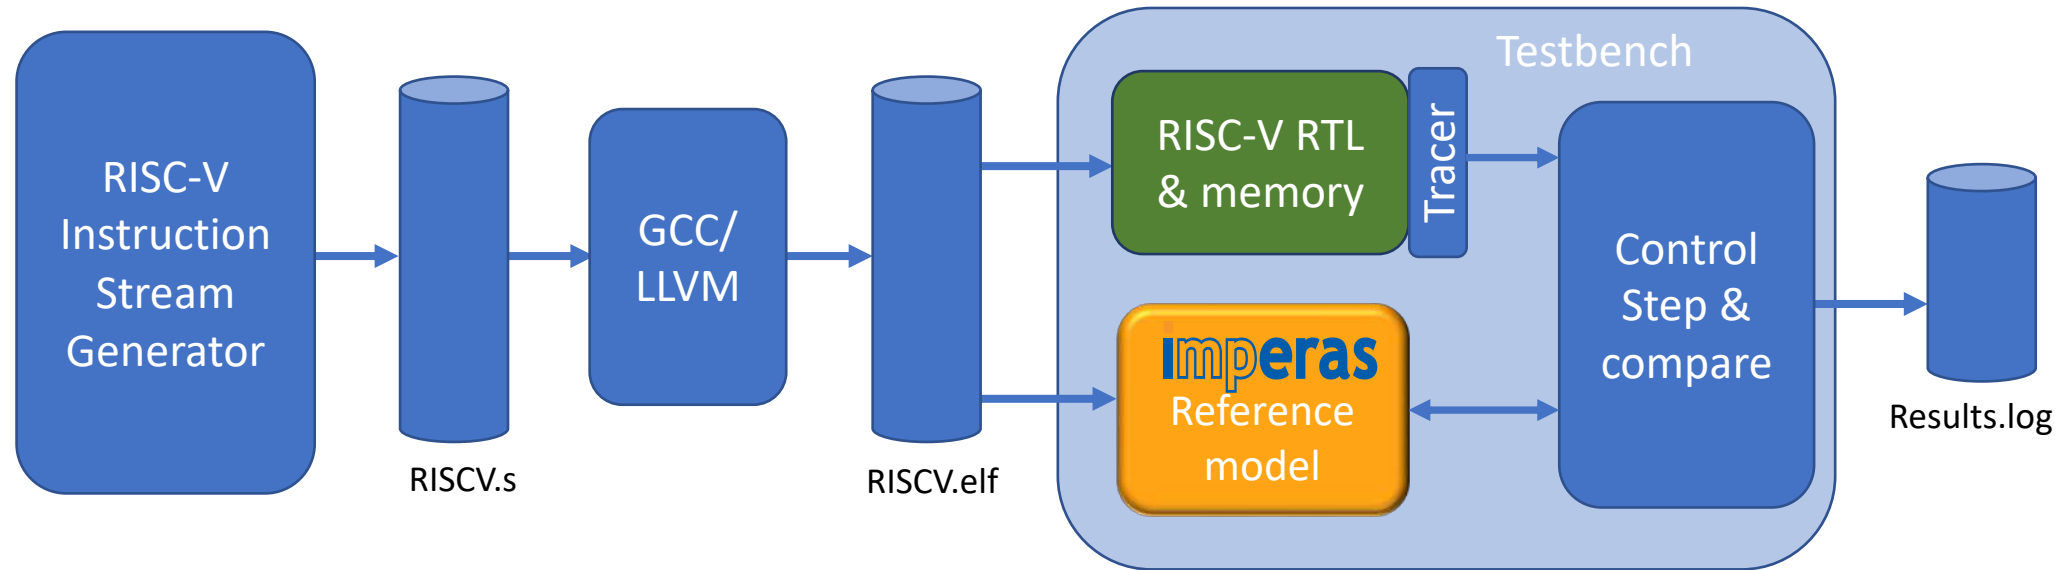 RISC-V
Instruction
Stream
Generator
RISCV.s
GCC/
LLVM
RISCV.elf
Testbench
RISC-V RTL
& memory
Tracer
imperas
Reference
model
Control
Step &
compare
Results.log